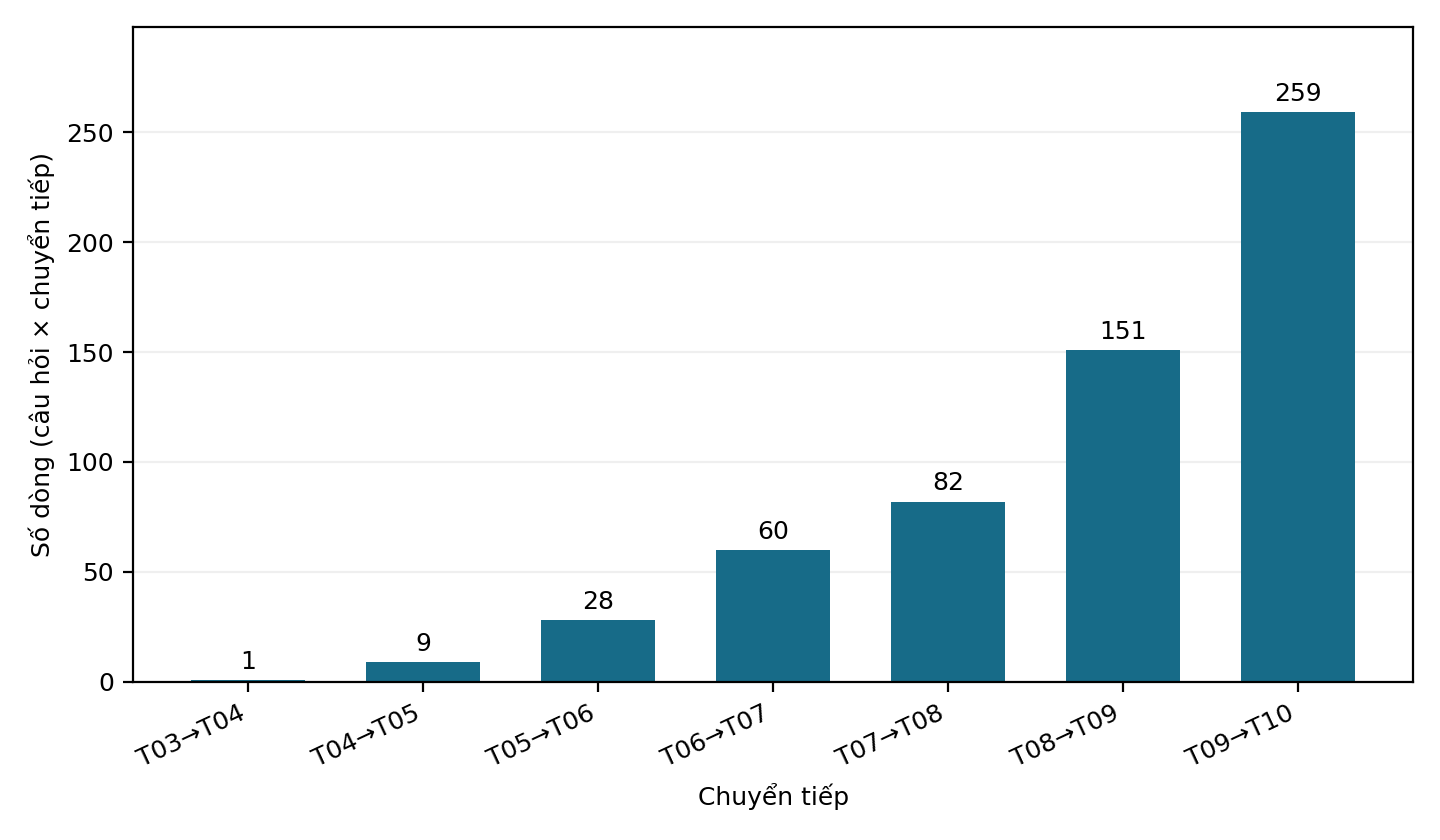 Số dòng (câu hỏi × chuyển tiếp)
250
200
150
100
50
0
1
9
28
60
82
151
259
T03→T04
T04→T05
T05→T06
T06→T07
T07→T08
T08→T09
T09→T10
Chuyển tiếp